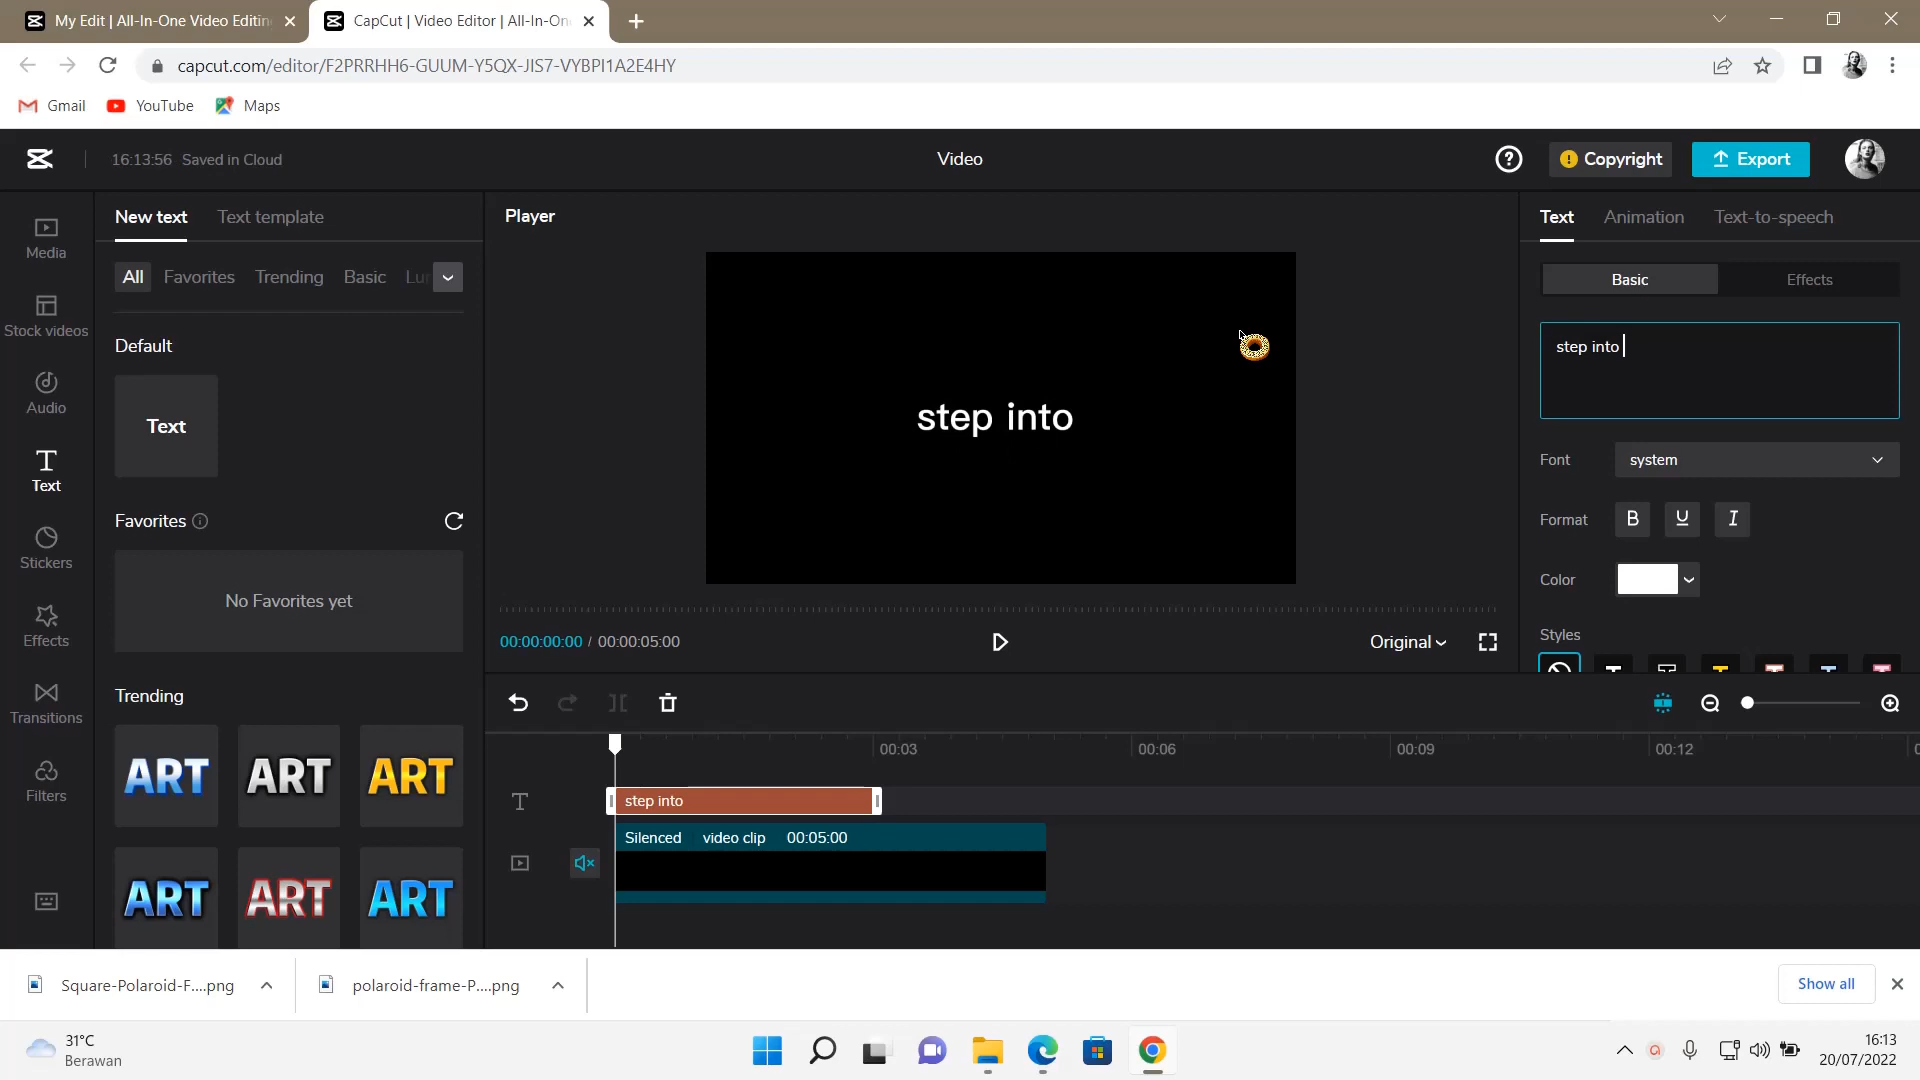 My Edit | All-In-One Video Editin
CapCut | Video Editor | All-In-On
capcut.com/editor/F2PRRHH6-GUUM-Y5QX-JIS7-VYBPI1A2E4HY
Gmail
YouTube
Maps
16:13:56 Saved in Cloud
Video
Copyright
Export
Media
Stock videos
Audio
Text
Stickers
Effects
Transitions
Filters
New text
Text template
All
Favorites
Trending
Basic
Lu
Default
Text
Favorites
No Favorites yet
Trending
ART
ART
ART
ART
ART
ART
Player
step into
00:00:00:00 / 00:00:05:00
Original
Text
Animation
Text-to-speech
Basic
Effects
step into
Font
system
Format
B
U
I
Color
Styles
00:03
00:06
00:09
00:12
step into
Silenced
video clip
00:05:00
Square-Polaroid-F....png
polaroid-frame-P....png
Show all
31°C
Berawan
16:13
20/07/2022